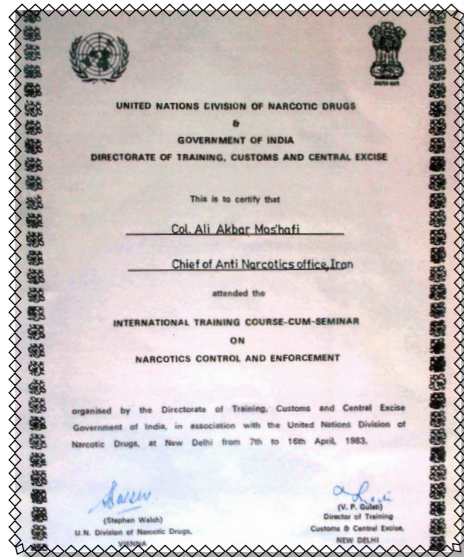 UNITED NATIONS DIVISION OF NARCOTIC DRUGS
&
GOVERNMENT OF INDIA
DIRECTORATE OF TRAINING, CUSTOMS AND CENTRAL EXCISE
This is to certify that
Col. Ali Akbar Mos'hafi
Chief of Anti Narcotics office, Iran
attended the
INTERNATIONAL TRAINING COURSE-CUM-SEMINAR
ON
NARCOTICS CONTROL AND ENFORCEMENT
organised by the Directorate of Training, Customs and Central Excise
Government of India, in association with the United Nations Division of
Narcotic Drugs, at New Delhi from 7th to 16th April, 1983.
(Stephen Walsh)
U.N. Division of Narcotic Drugs,
VIENNA
(V. P. Gulati)
Director of Training
Customs & Central Excise,
NEW DELHI